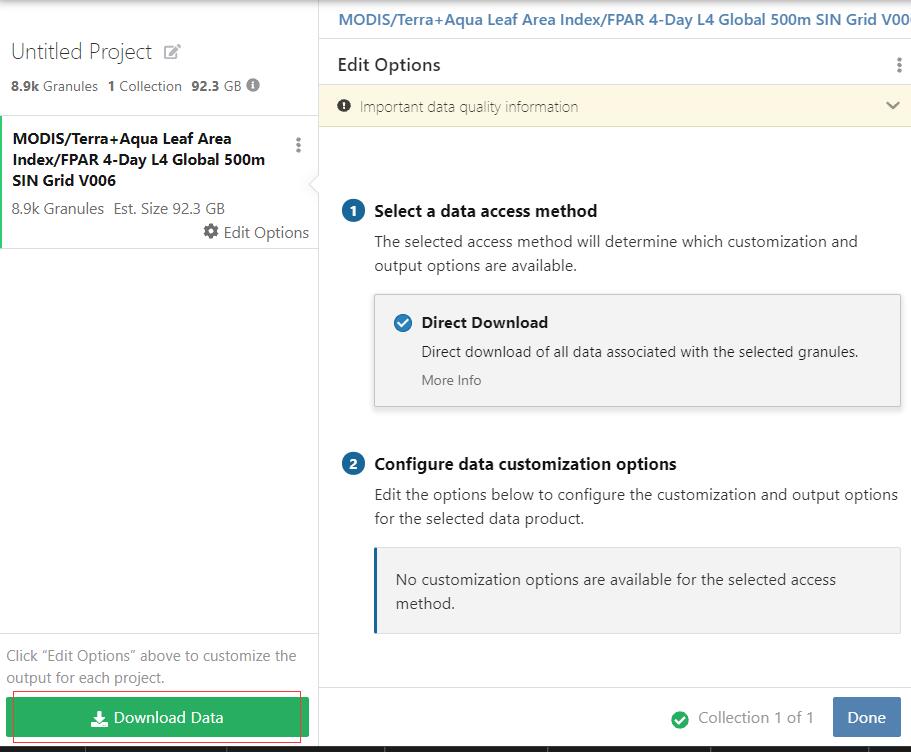 Untitled Project
8.9k Granules 1 Collection 92.3 GB
MODIS/Terra+Aqua Leaf Area
Index/FPAR 4-Day L4 Global 500m
SIN Grid V006
8.9k Granules Est. Size 92.3 GB
Edit Options
Click “Edit Options” above to customize the
output for each project.
Download Data
MODIS/Terra+Aqua Leaf Area Index/FPAR 4-Day L4 Global 500m SIN Grid V00
Edit Options
Important data quality information
1 Select a data access method
The selected access method will determine which customization and
output options are available.
Direct Download
Direct download of all data associated with the selected granules.
More Info
2 Configure data customization options
Edit the options below to configure the customization and output options
for the selected data product.
No customization options are available for the selected access
method.
Collection 1 of 1
Done